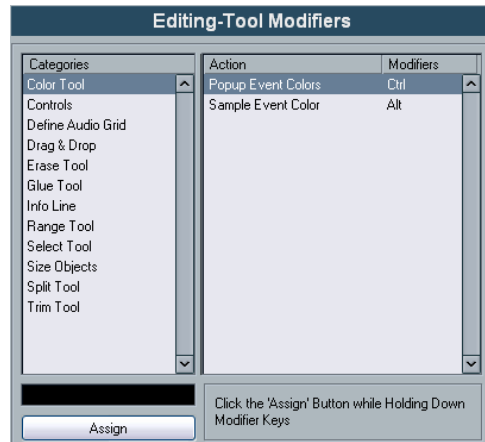 Editing-Tool Modifiers
Categories
Color Tool
Controls
Define Audio Grid
Drag & Drop
Erase Tool
Glue Tool
Info Line
Range Tool
Select Tool
Size Objects
Split Tool
Trim Tool
Action Modifiers
Popup Event Colors Ctrl
Sample Event Color Alt
Assign
Click the 'Assign' Button while Holding Down
Modifier Keys